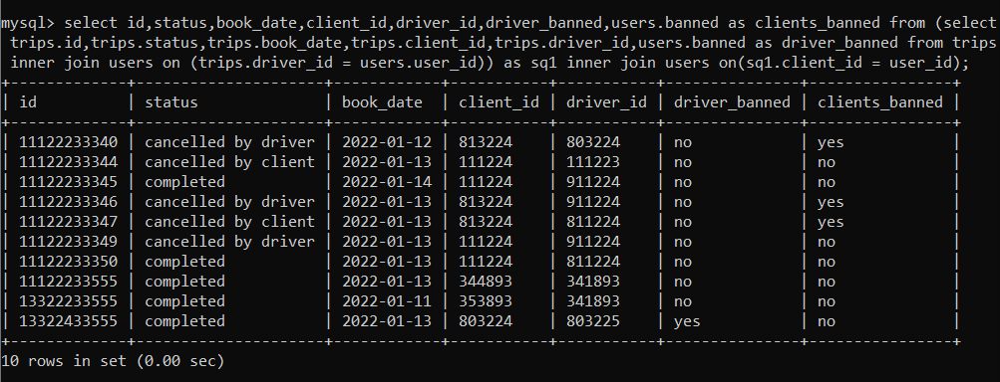 mysql> select id,status,book_date,client_id,driver_id,driver_banned,users.banned as clients_banned from (select
 trips.id,trips.status,trips.book_date,trips.client_id,trips.driver_id,users.banned as driver_banned from trips
 inner join users on (trips.driver_id = users.user_id)) as sq1 inner join users on(sq1.client_id = user_id);
+-------------+---------------------+------------+-----------+-----------+---------------+----------------+
| id          | status              | book_date  | client_id | driver_id | driver_banned | clients_banned |
+-------------+---------------------+------------+-----------+-----------+---------------+----------------+
| 11122233340 | cancelled by driver | 2022-01-12 | 813224    | 803224    | no            | yes            |
| 11122233344 | cancelled by client | 2022-01-13 | 111224    | 111223    | no            | no             |
| 11122233345 | completed           | 2022-01-14 | 111224    | 911224    | no            | no             |
| 11122233346 | cancelled by driver | 2022-01-13 | 813224    | 911224    | no            | yes            |
| 11122233347 | cancelled by client | 2022-01-13 | 813224    | 811224    | no            | yes            |
| 11122233349 | cancelled by driver | 2022-01-13 | 111224    | 911224    | no            | no             |
| 11122233350 | completed           | 2022-01-13 | 111224    | 811224    | no            | no             |
| 11122233555 | completed           | 2022-01-13 | 344893    | 341893    | no            | no             |
| 13322233555 | completed           | 2022-01-11 | 353893    | 341893    | no            | no             |
| 13322433555 | completed           | 2022-01-13 | 803224    | 803225    | yes           | no             |
+-------------+---------------------+------------+-----------+-----------+---------------+----------------+
10 rows in set (0.00 sec)